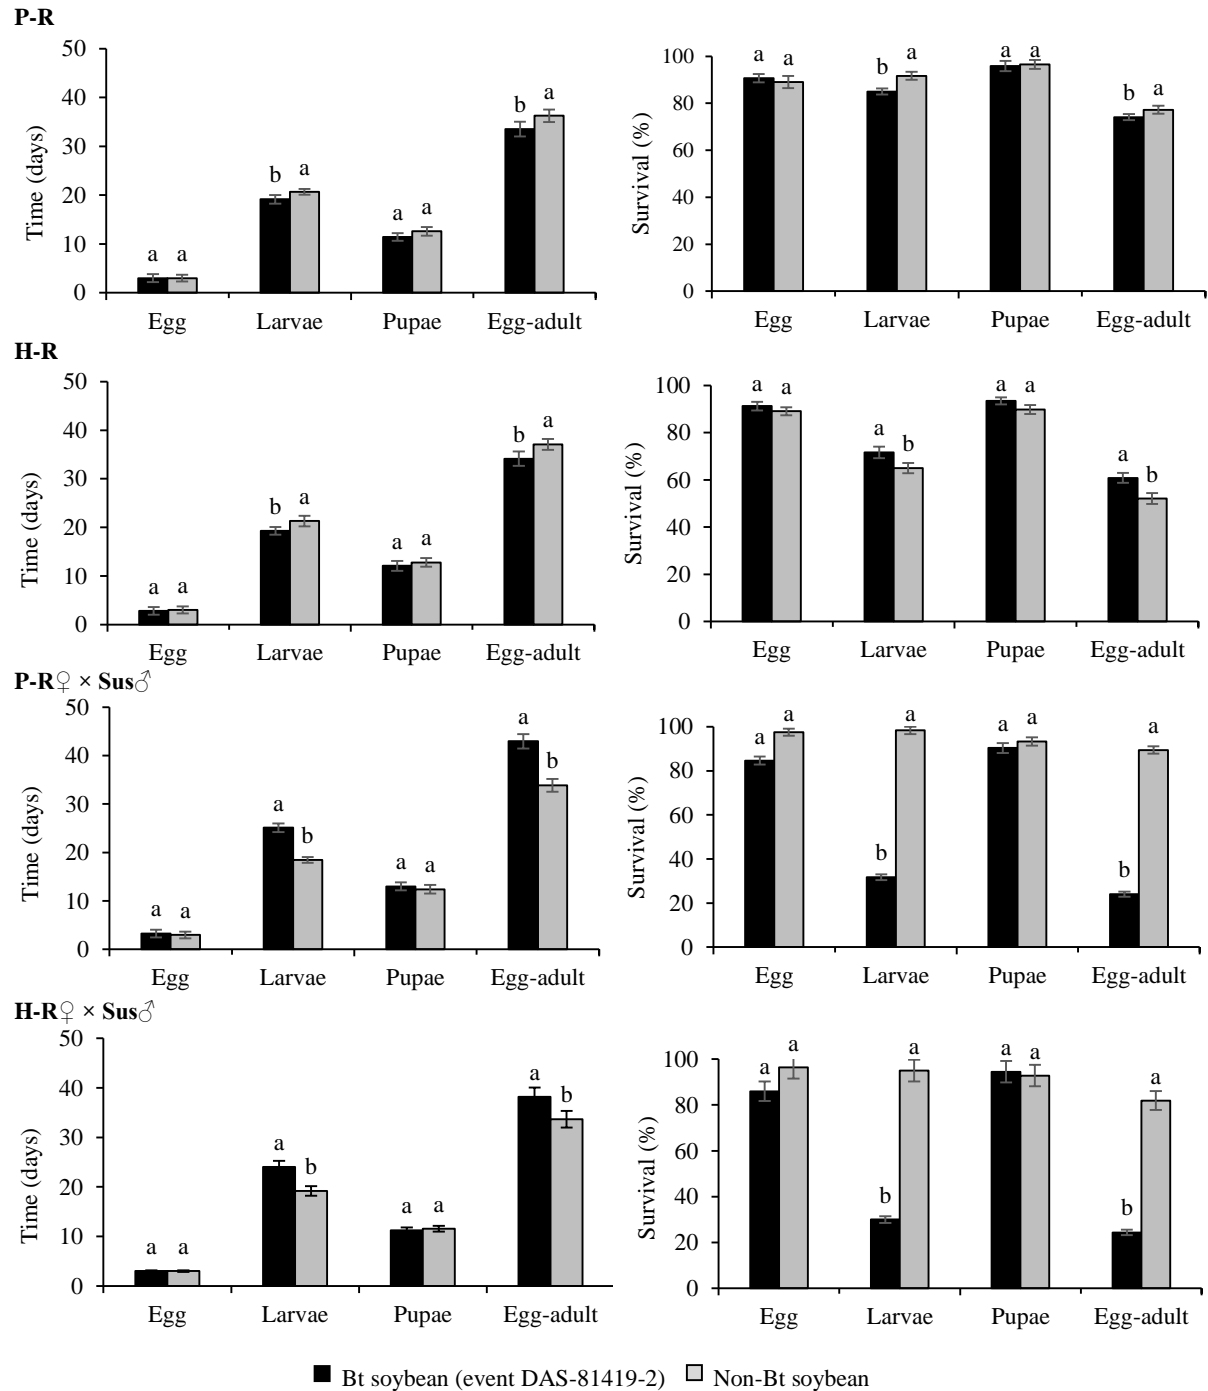 P-R
Time (days)
50
40
30
20
10
0
a a
b a
a a
b a
Egg Larvae Pupae Egg-adult
Survival (%)
100
80
60
40
20
0
a a
b a
a a
b a
Egg Larvae Pupae Egg-adult
H-R
Time (days)
50
40
30
20
10
0
a a
b a
a a
b a
Egg Larvae Pupae Egg-adult
Survival (%)
100
80
60
40
20
0
a a
a b
a a
a b
Egg Larvae Pupae Egg-adult
P-R♀ × Sus♂
Time (days)
50
40
30
20
10
0
a a
a b
a a
a b
Egg Larvae Pupae Egg-adult
Survival (%)
100
80
60
40
20
0
a a
b a
a a
b a
Egg Larvae Pupae Egg-adult
H-R♀ × Sus♂
Time (days)
50
40
30
20
10
0
a a
a b
a a
a b
Egg Larvae Pupae Egg-adult
Survival (%)
100
80
60
40
20
0
a a
b a
a a
b a
Egg Larvae Pupae Egg-adult
Bt soybean (event DAS-81419-2) Non-Bt soybean